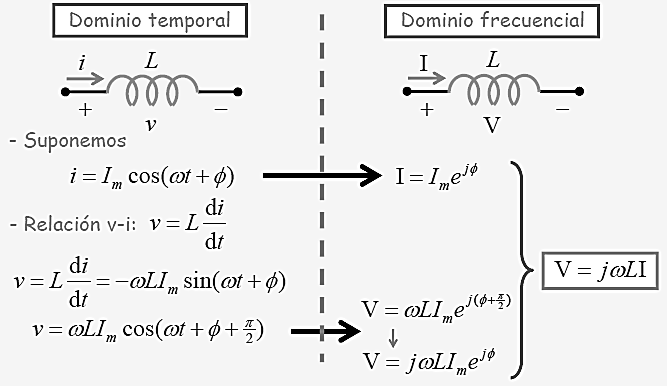 Dominio temporal
i L
+ v −
- Suponemos
i = I_m cos(ωt + ϕ)
- Relación v-i: v = L di/dt
v = L di/dt = −ωLI_m sin(ωt + ϕ)
v = ωLI_m cos(ωt + ϕ + π/2)
Dominio frecuencial
I L
+ V −
I = I_m e^{jϕ}
V = ωLI_m e^{j(ϕ+π/2)}
V = jωLI_m e^{jϕ}
V = jωLI